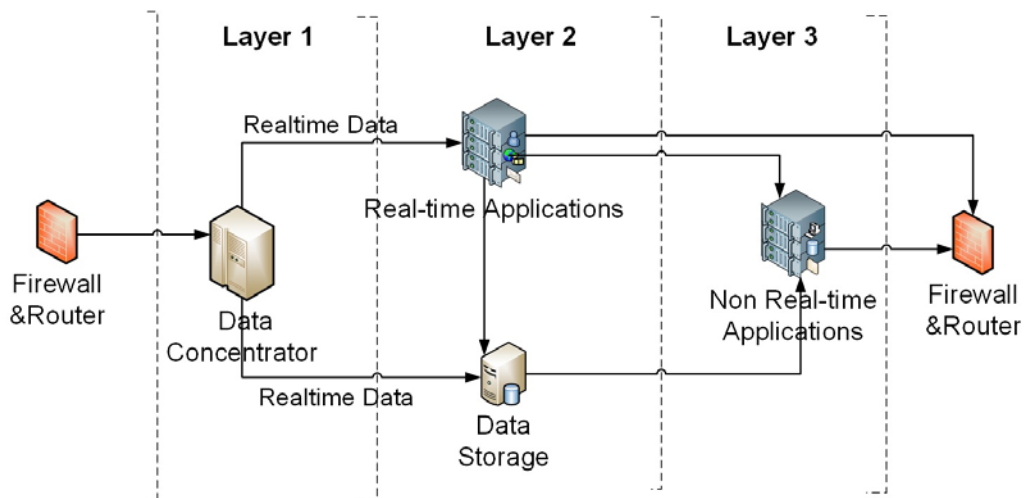 Layer 1
Layer 2
Layer 3
Realtime Data
Real-time Applications
Firewall
&Router
Data
Concentrator
Non Real-time
Applications
Firewall
&Router
Realtime Data
Data
Storage